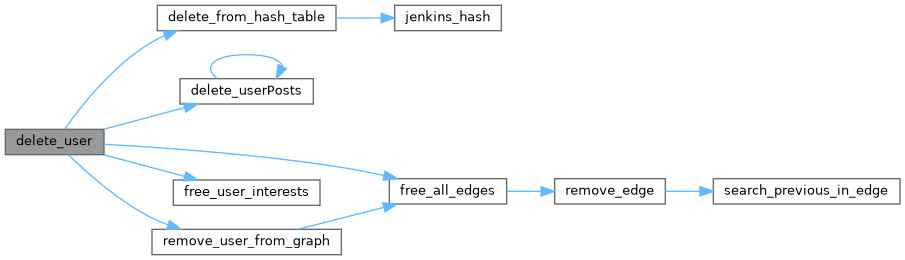 delete_from_hash_table
jenkins_hash
delete_userPosts
delete_user
free_all_edges
remove_edge
search_previous_in_edge
free_user_interests
remove_user_from_graph